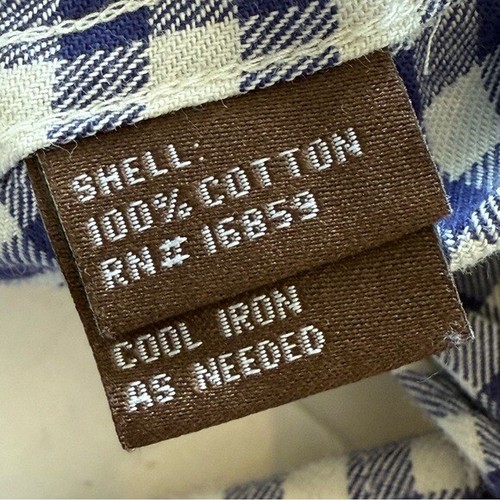 SHELL:
100% COTTON
RN# 16859
COOL IRON
AS NEEDED